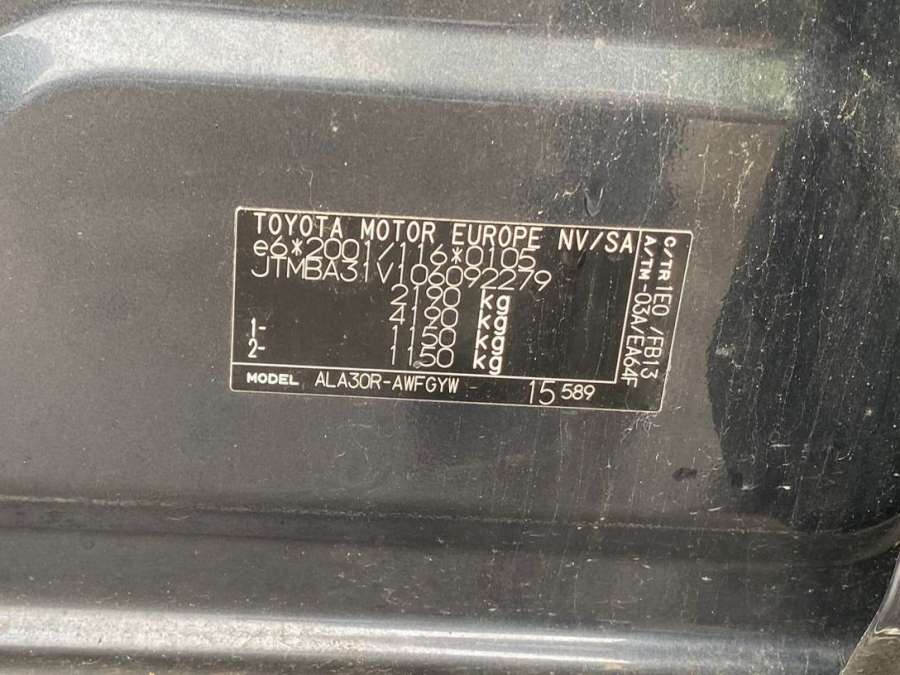 TOYOTA MOTOR EUROPE NV/SA
e6*2001/116*0105
JTMBA31V106092279
2190 kg
4190 kg
1- 1150 kg
2- 1150 kg
MODEL ALA30R-AWFGYW - 15 589
C/TR 1E0 /FB13
A/TM -03A/EA64F